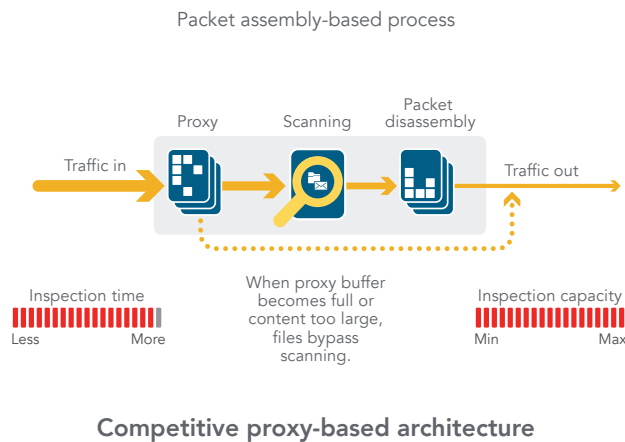 Packet assembly-based process
Proxy
Scanning
Packet
disassembly
Traffic in
Traffic out
When proxy buffer
becomes full or
content too large,
files bypass
scanning.
Inspection time
Less
More
Inspection capacity
Min
Max
Competitive proxy-based architecture